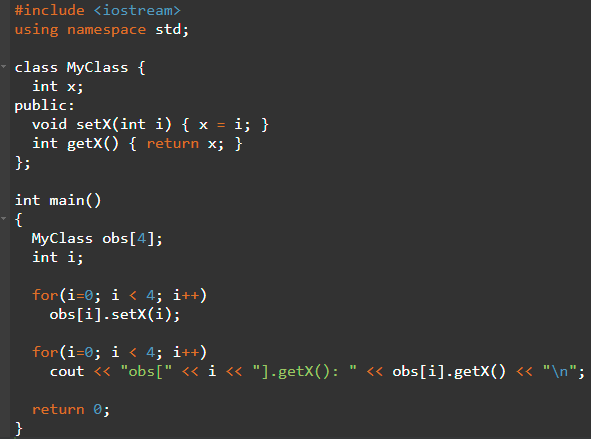 #include <iostream>
using namespace std;
class MyClass {
int x;
public:
void setX(int i) { x = i; }
int getX() { return x; }
};
int main()
{
MyClass obs[4];
int i;
for(i=0; i < 4; i++)
obs[i].setX(i);
for(i=0; i < 4; i++)
cout << "obs[" << i << "].getX(): " << obs[i].getX() << "\n";
return 0;
}